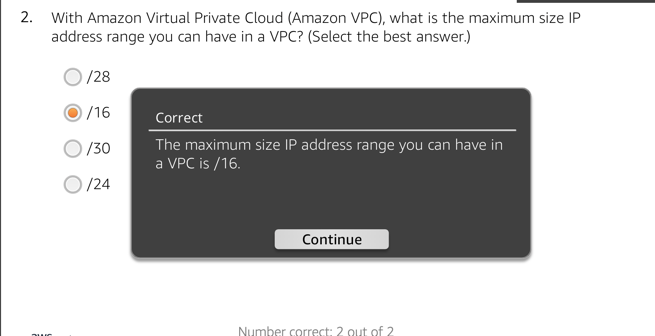 2. With Amazon Virtual Private Cloud (Amazon VPC), what is the maximum size IP
address range you can have in a VPC? (Select the best answer.)
/28
/16
/30
/24
Correct
The maximum size IP address range you can have in
a VPC is /16.
Continue
Number correct: 2 out of 2